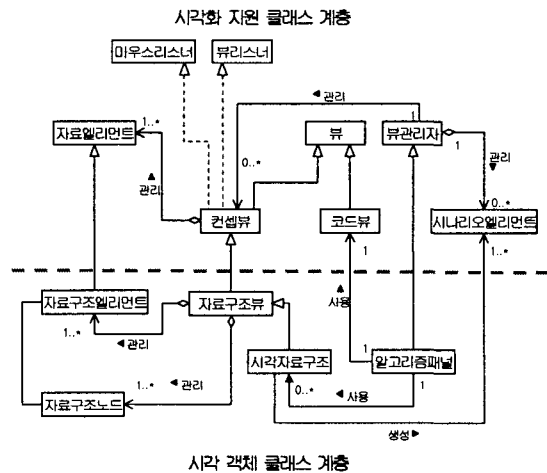 시각화 지원 클래스 계층
마우스리스너
뷰리스너
◄ 관리
1..*
1
자료엘리먼트
뷰
뷰관리자
1
관리
▼
0..*
▲
관리
0..*
컨셉뷰
코드뷰
시나리오엘리먼트
1
1..*
자료구조엘리먼트
자료구조뷰
▲
사용
1..*
◄ 관리
1
시각자료구조
알고리즘패널
1..*
◄ 관리
0..*
◄ 사용
1
자료구조노드
생성 ►
시각 객체 클래스 계층